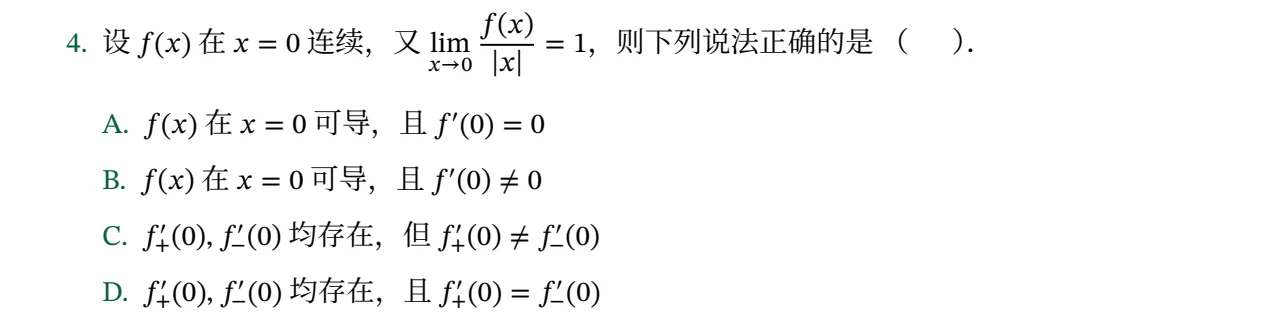 4. 设 f(x) 在 x = 0 连续，又 lim_{x→0} f(x)/|x| = 1，则下列说法正确的是（ ）.
A. f(x) 在 x = 0 可导，且 f′(0) = 0
B. f(x) 在 x = 0 可导，且 f′(0) ≠ 0
C. f′₊(0), f′₋(0) 均存在，但 f′₊(0) ≠ f′₋(0)
D. f′₊(0), f′₋(0) 均存在，且 f′₊(0) = f′₋(0)